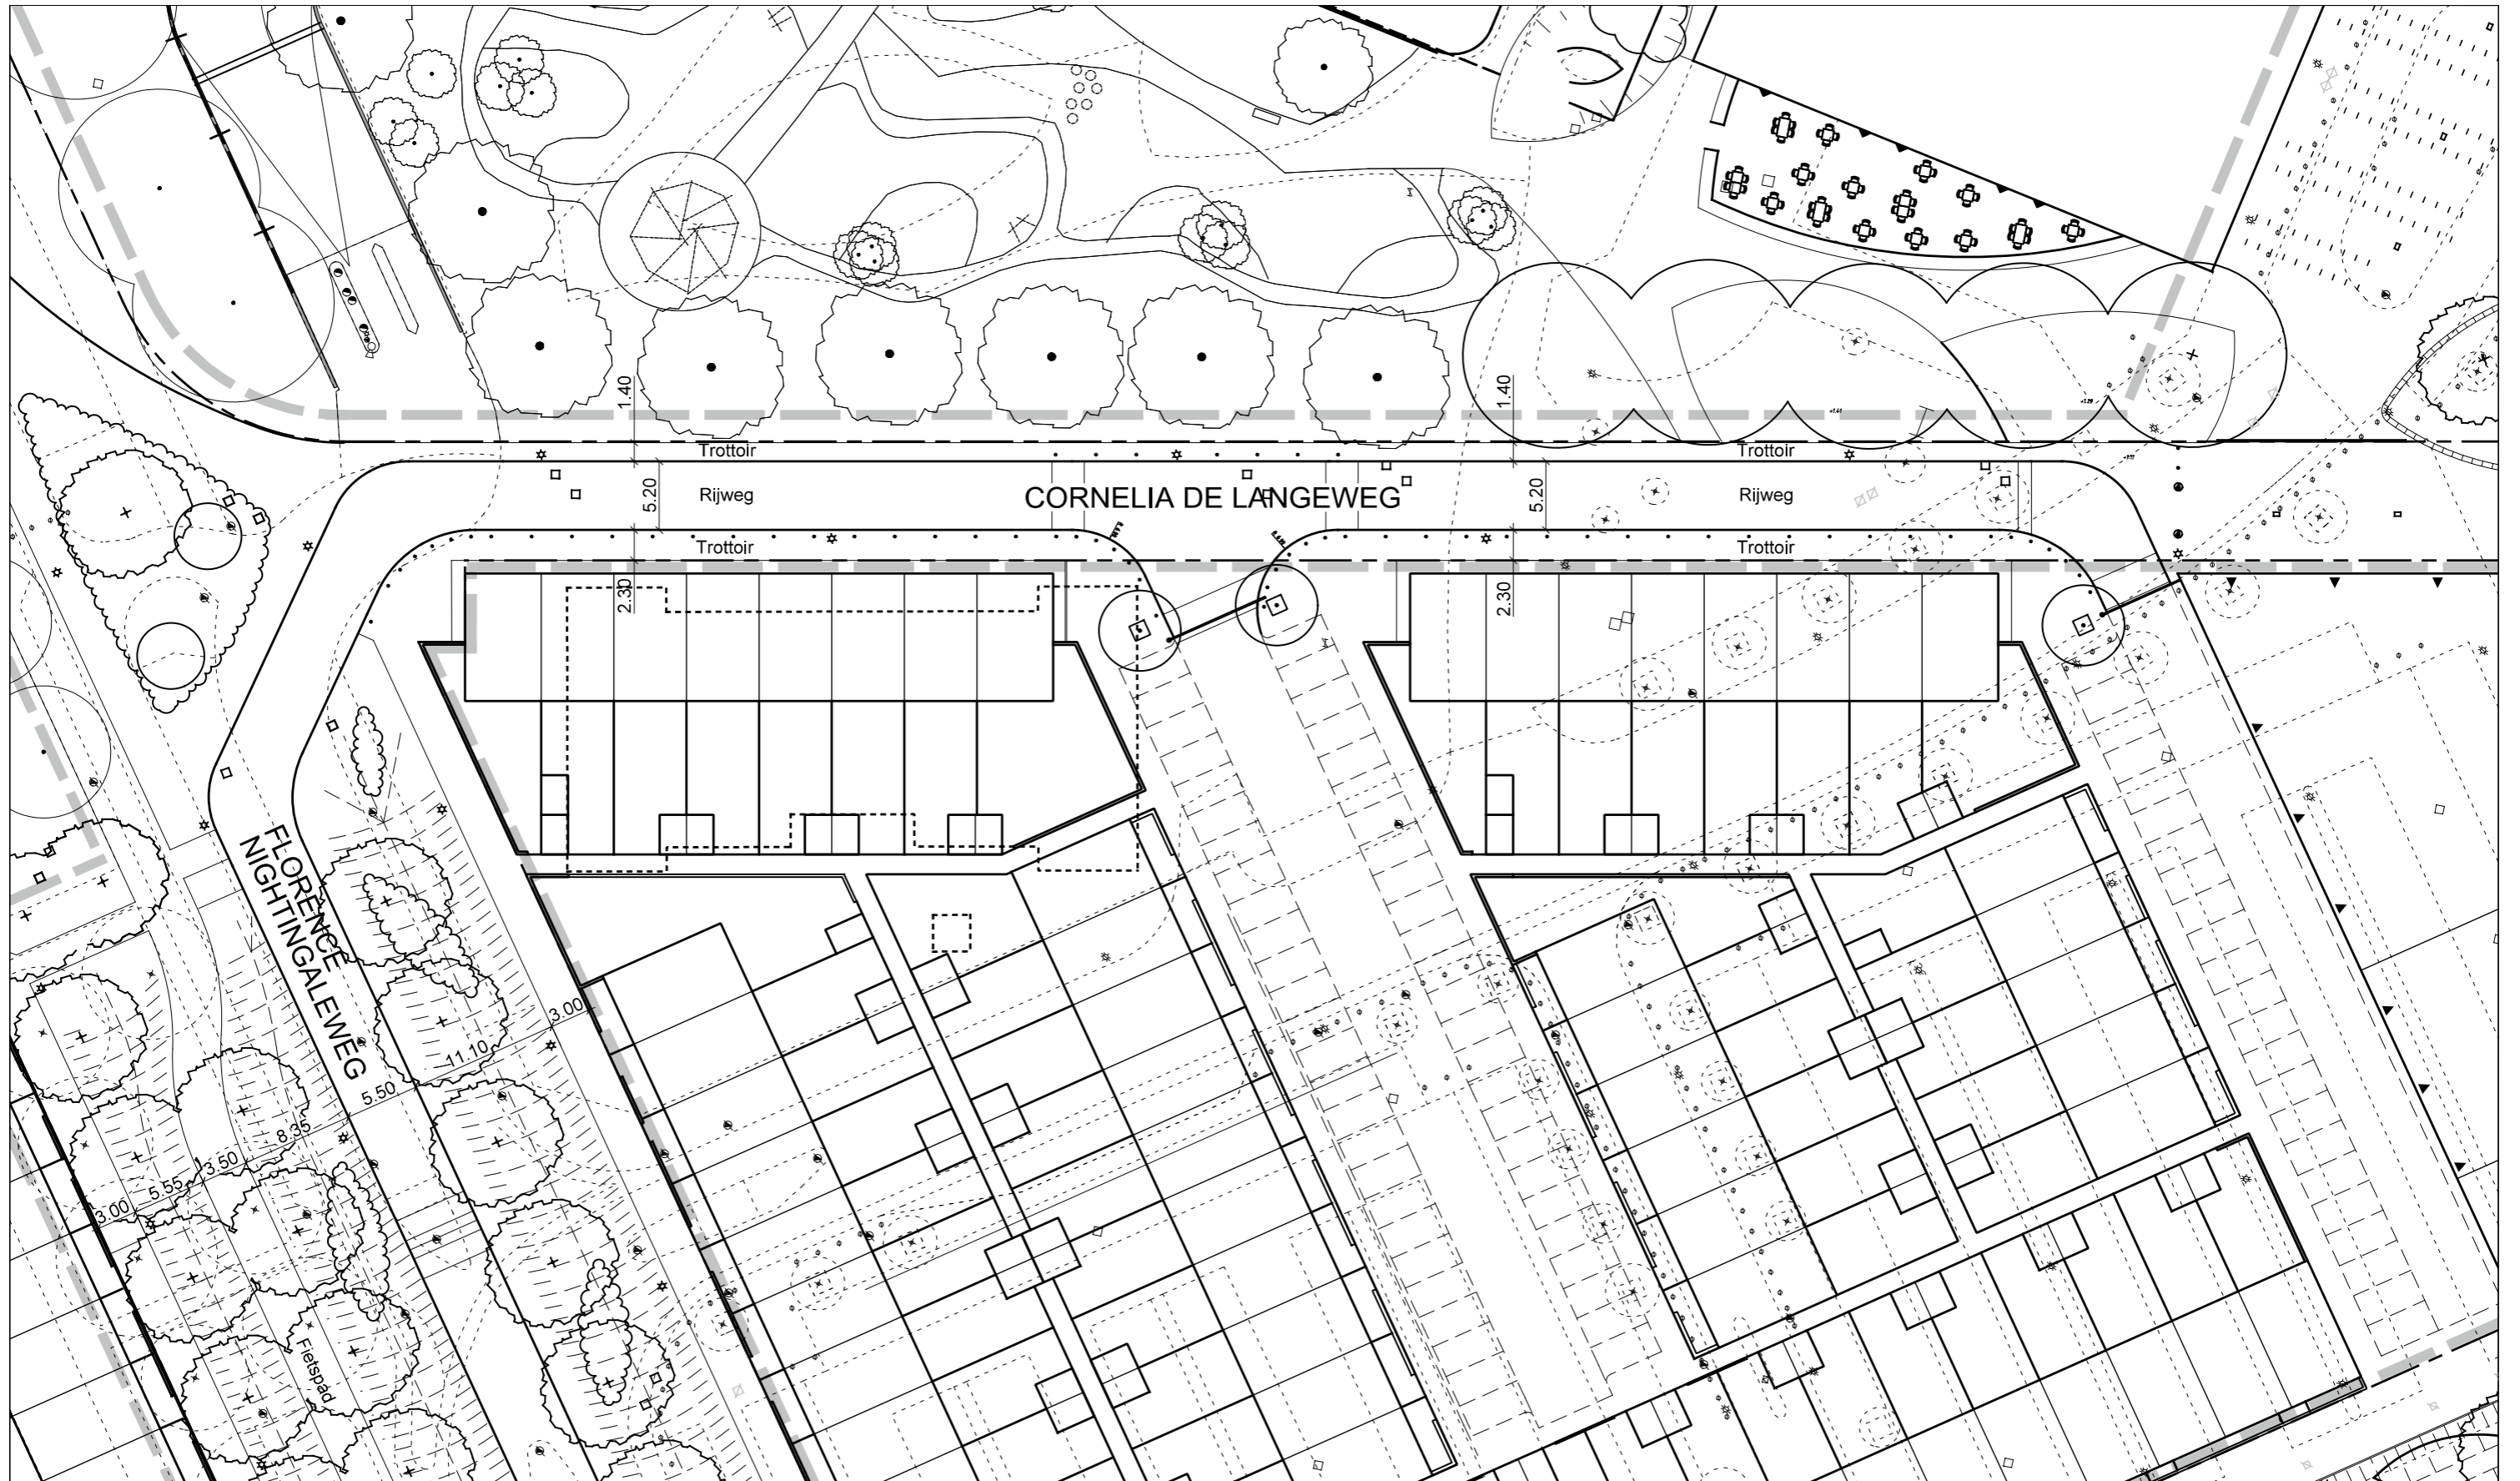 1.40
1.40
Trottoir
Trottoir
5.20
Rijweg
CORNELIA DE LANGEWEG
5.20
Rijweg
Trottoir
Trottoir
2.30
2.30
FLORENCE
NIGHTINGALEWEG
3.00
11.10
5.50
8.35
3.50
5.55
3.00
Fietspad